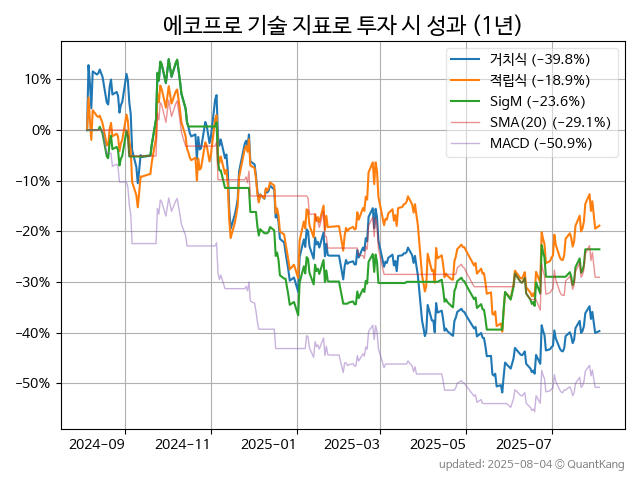 에코프로 기술 지표로 투자 시 성과 (1년)
거치식 (−39.8%)
적립식 (−18.9%)
SigM (−23.6%)
SMA(20) (−29.1%)
MACD (−50.9%)
10%
0%
−10%
−20%
−30%
−40%
−50%
2024-09 2024-11 2025-01 2025-03 2025-05 2025-07
updated: 2025-08-04 © QuantKang